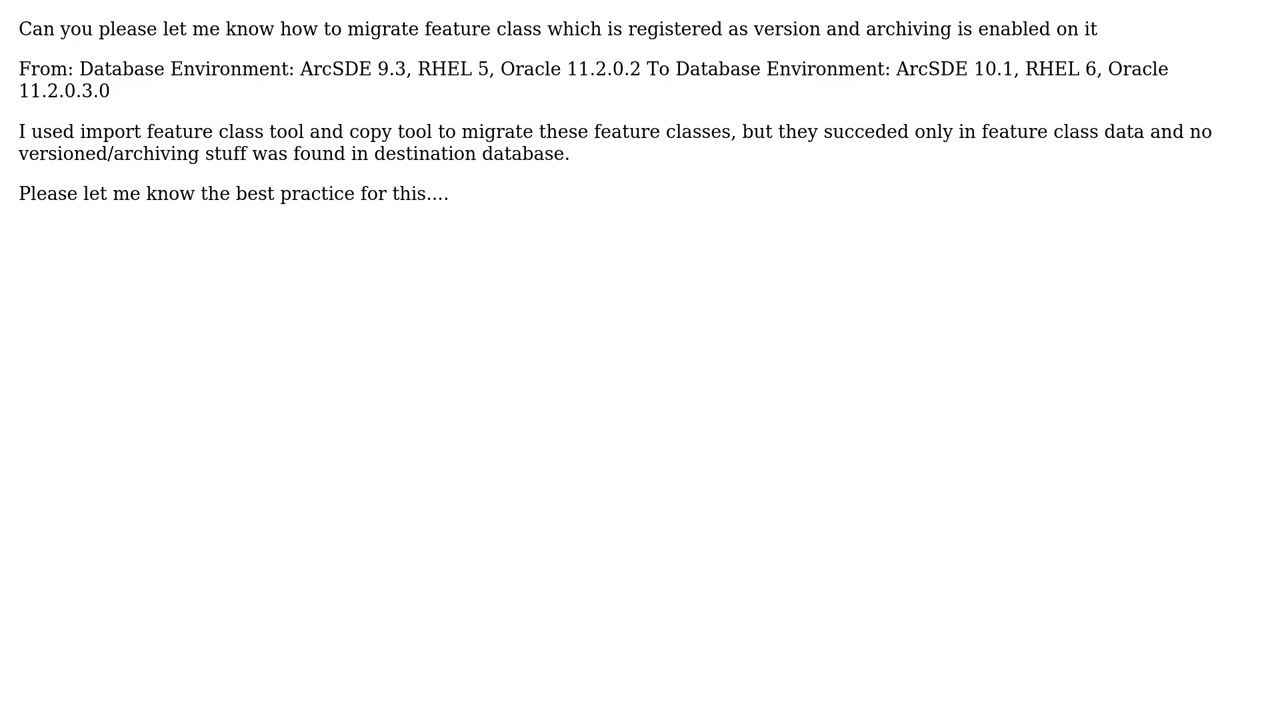 Can you please let me know how to migrate feature class which is registered as version and archiving is enabled on it
From: Database Environment: ArcSDE 9.3, RHEL 5, Oracle 11.2.0.2 To Database Environment: ArcSDE 10.1, RHEL 6, Oracle
11.2.0.3.0
I used import feature class tool and copy tool to migrate these feature classes, but they succeded only in feature class data and no
versioned/archiving stuff was found in destination database.
Please let me know the best practice for this....